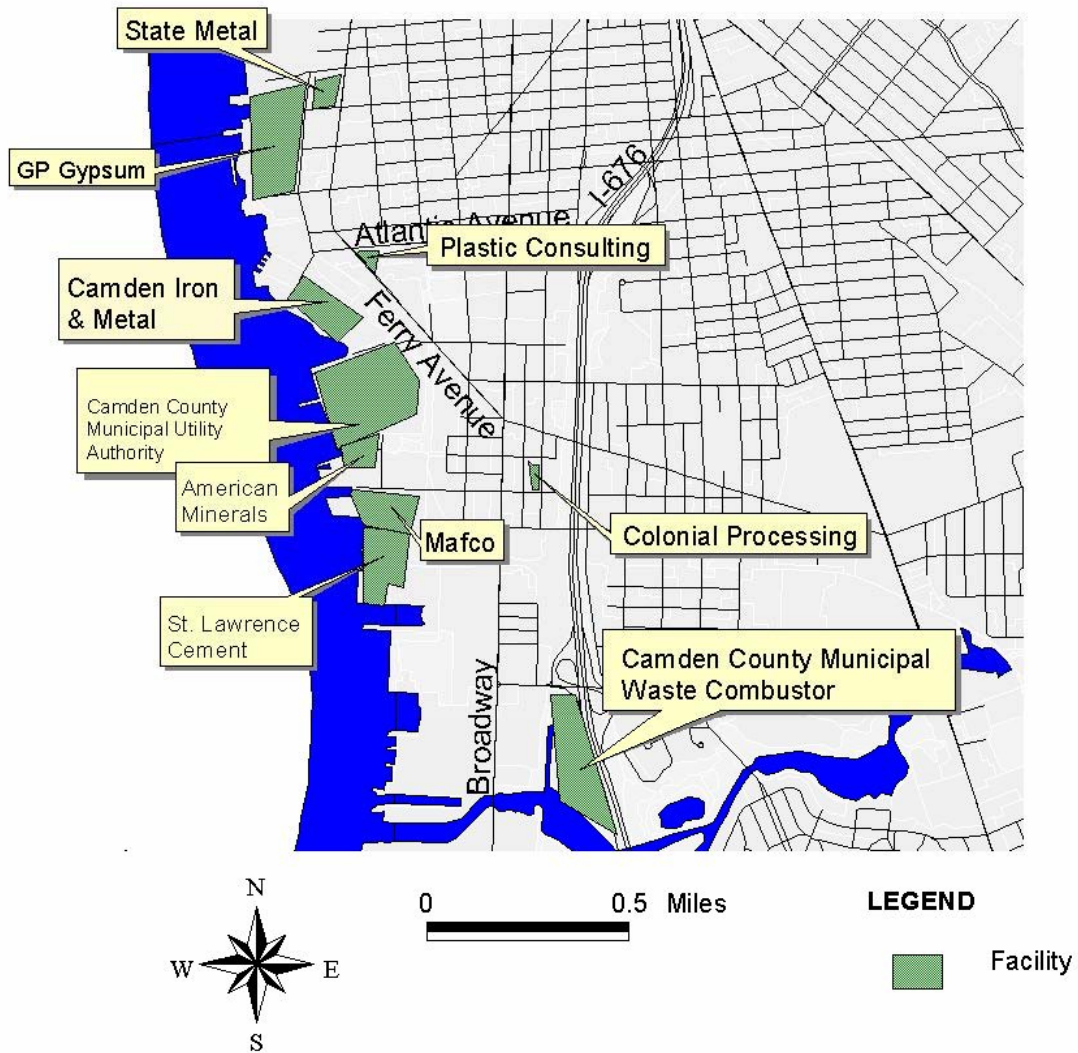 State Metal
GP Gypsum
I-676
Atlantic Avenue
Plastic Consulting
Camden Iron
& Metal
Ferry Avenue
Camden County
Municipal Utility
Authority
American
Minerals
Mafco
Colonial Processing
St. Lawrence
Cement
Camden County Municipal
Waste Combustor
Broadway
N
W E
S
0 0.5 Miles
LEGEND
Facility